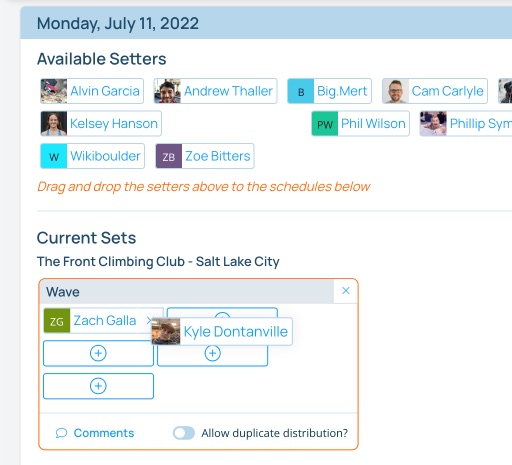 Monday, July 11, 2022
Available Setters
Alvin Garcia Andrew Thaller B Big.Mert Cam Carlyle
Kelsey Hanson PW Phil Wilson Phillip Sym
W Wikiboulder ZB Zoe Bitters
Drag and drop the setters above to the schedules below
Current Sets
The Front Climbing Club - Salt Lake City
Wave
ZG Zach Galla
Kyle Dontanville
Comments Allow duplicate distribution?